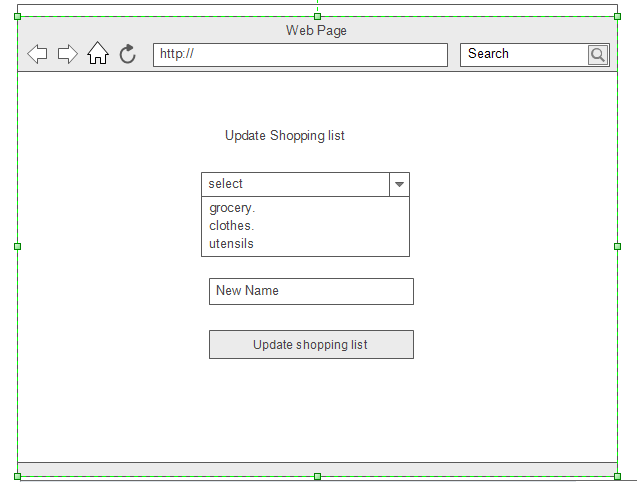 Web Page
http://
Search
Update Shopping list
select
grocery.
clothes.
utensils
New Name
Update shopping list